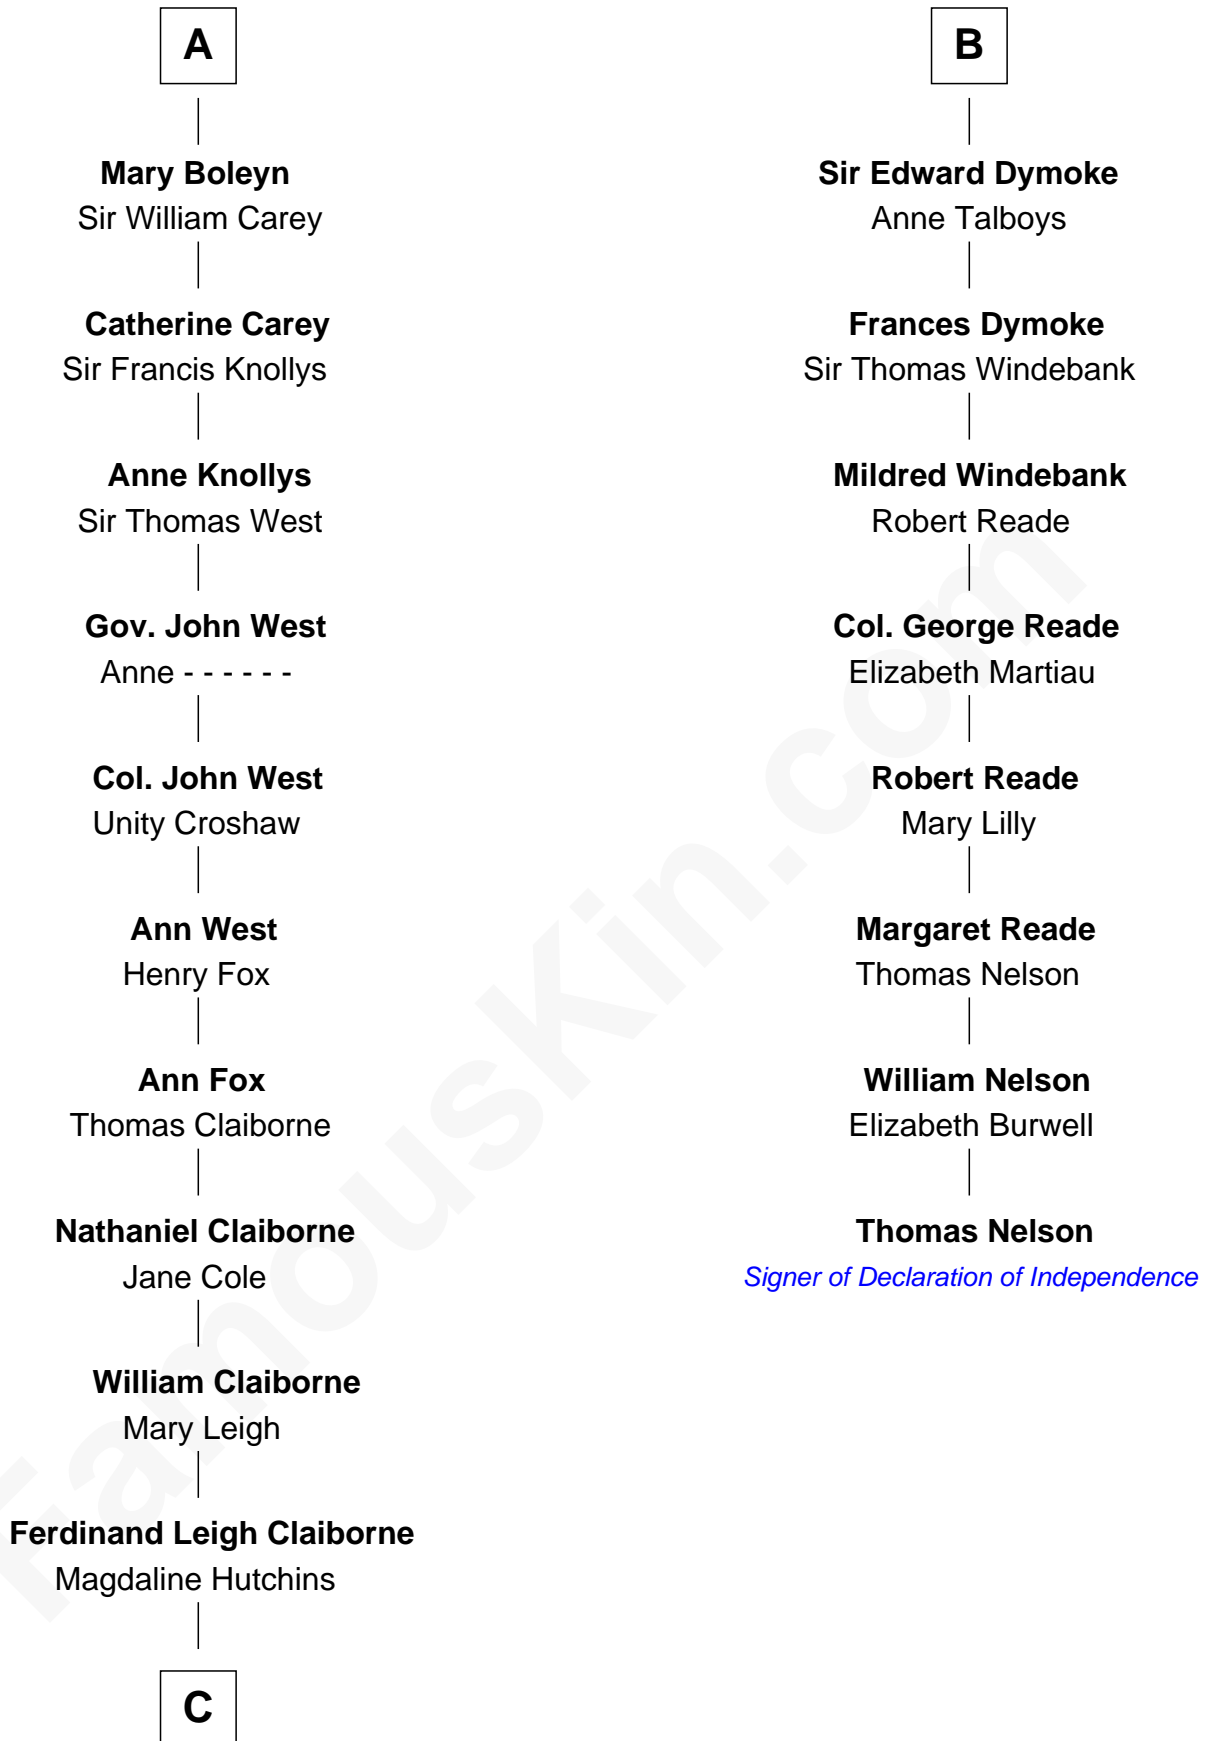 A
Mary Boleyn
Sir William Carey
Catherine Carey
Sir Francis Knollys
Anne Knollys
Sir Thomas West
Gov. John West
Anne - - - - - -
Col. John West
Unity Croshaw
Ann West
Henry Fox
Ann Fox
Thomas Claiborne
Nathaniel Claiborne
Jane Cole
William Claiborne
Mary Leigh
Ferdinand Leigh Claiborne
Magdaline Hutchins
C
B
Sir Edward Dymoke
Anne Talboys
Frances Dymoke
Sir Thomas Windebank
Mildred Windebank
Robert Reade
Col. George Reade
Elizabeth Martiau
Robert Reade
Mary Lilly
Margaret Reade
Thomas Nelson
William Nelson
Elizabeth Burwell
Thomas Nelson
Signer of Declaration of Independence
FamousKin.com